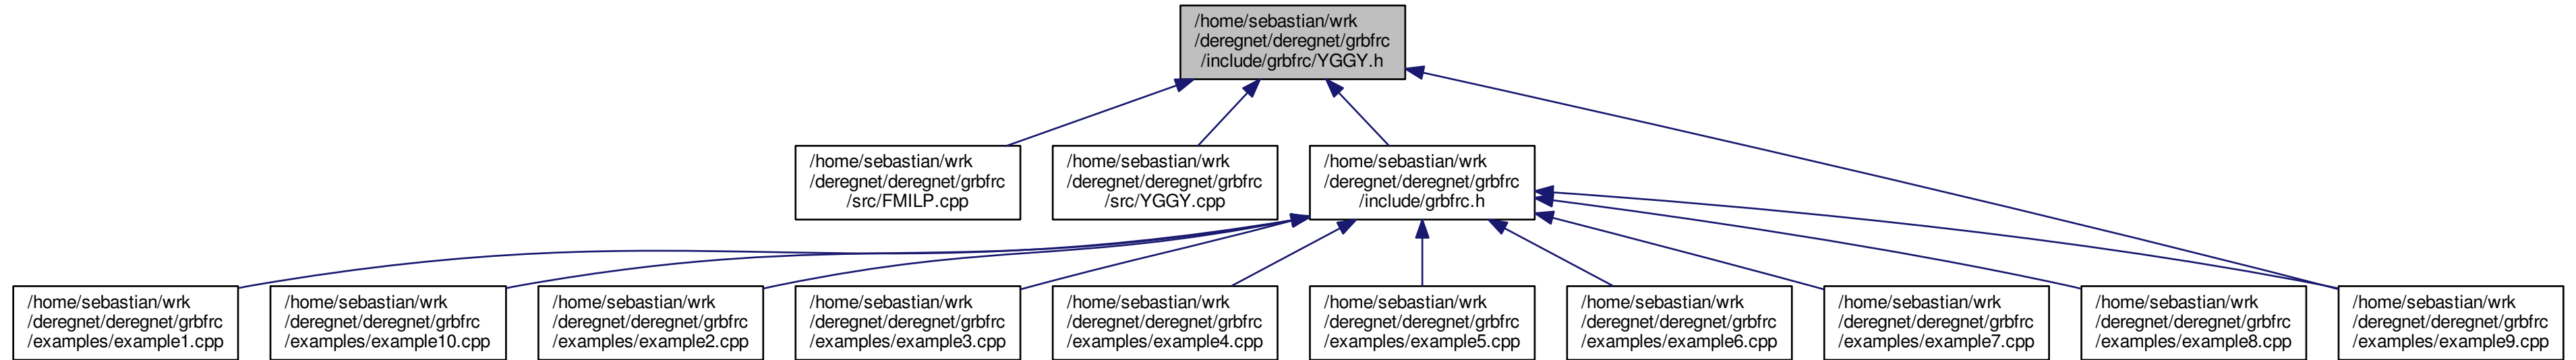 /home/sebastian/wrk
/deregnet/deregnet/grbfrc
/include/grbfrc/YGGY.h
/home/sebastian/wrk
/deregnet/deregnet/grbfrc
/src/FMILP.cpp
/home/sebastian/wrk
/deregnet/deregnet/grbfrc
/src/YGGY.cpp
/home/sebastian/wrk
/deregnet/deregnet/grbfrc
/include/grbfrc.h
/home/sebastian/wrk
/deregnet/deregnet/grbfrc
/examples/example1.cpp
/home/sebastian/wrk
/deregnet/deregnet/grbfrc
/examples/example10.cpp
/home/sebastian/wrk
/deregnet/deregnet/grbfrc
/examples/example2.cpp
/home/sebastian/wrk
/deregnet/deregnet/grbfrc
/examples/example3.cpp
/home/sebastian/wrk
/deregnet/deregnet/grbfrc
/examples/example4.cpp
/home/sebastian/wrk
/deregnet/deregnet/grbfrc
/examples/example5.cpp
/home/sebastian/wrk
/deregnet/deregnet/grbfrc
/examples/example6.cpp
/home/sebastian/wrk
/deregnet/deregnet/grbfrc
/examples/example7.cpp
/home/sebastian/wrk
/deregnet/deregnet/grbfrc
/examples/example8.cpp
/home/sebastian/wrk
/deregnet/deregnet/grbfrc
/examples/example9.cpp